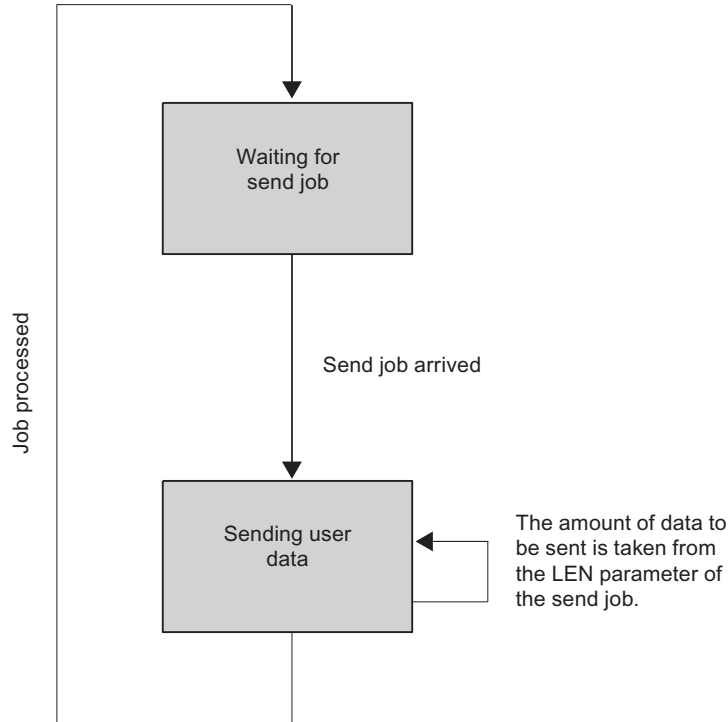 Waiting for
send job
Job processed
Send job arrived
Sending user
data
The amount of data to
be sent is taken from
the LEN parameter of
the send job.